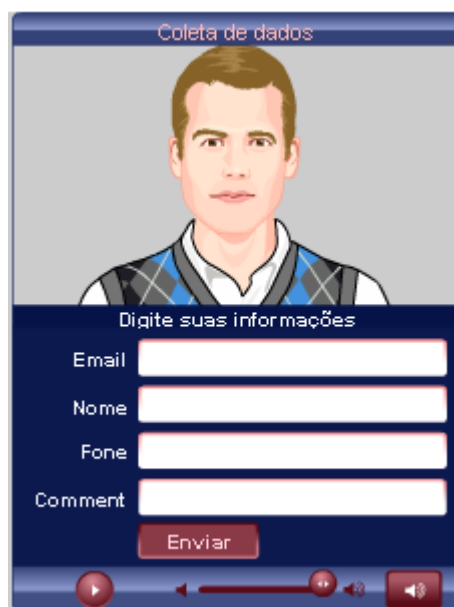 Coleta de dados
Digite suas informações
Email
Nome
Fone
Comment
Enviar